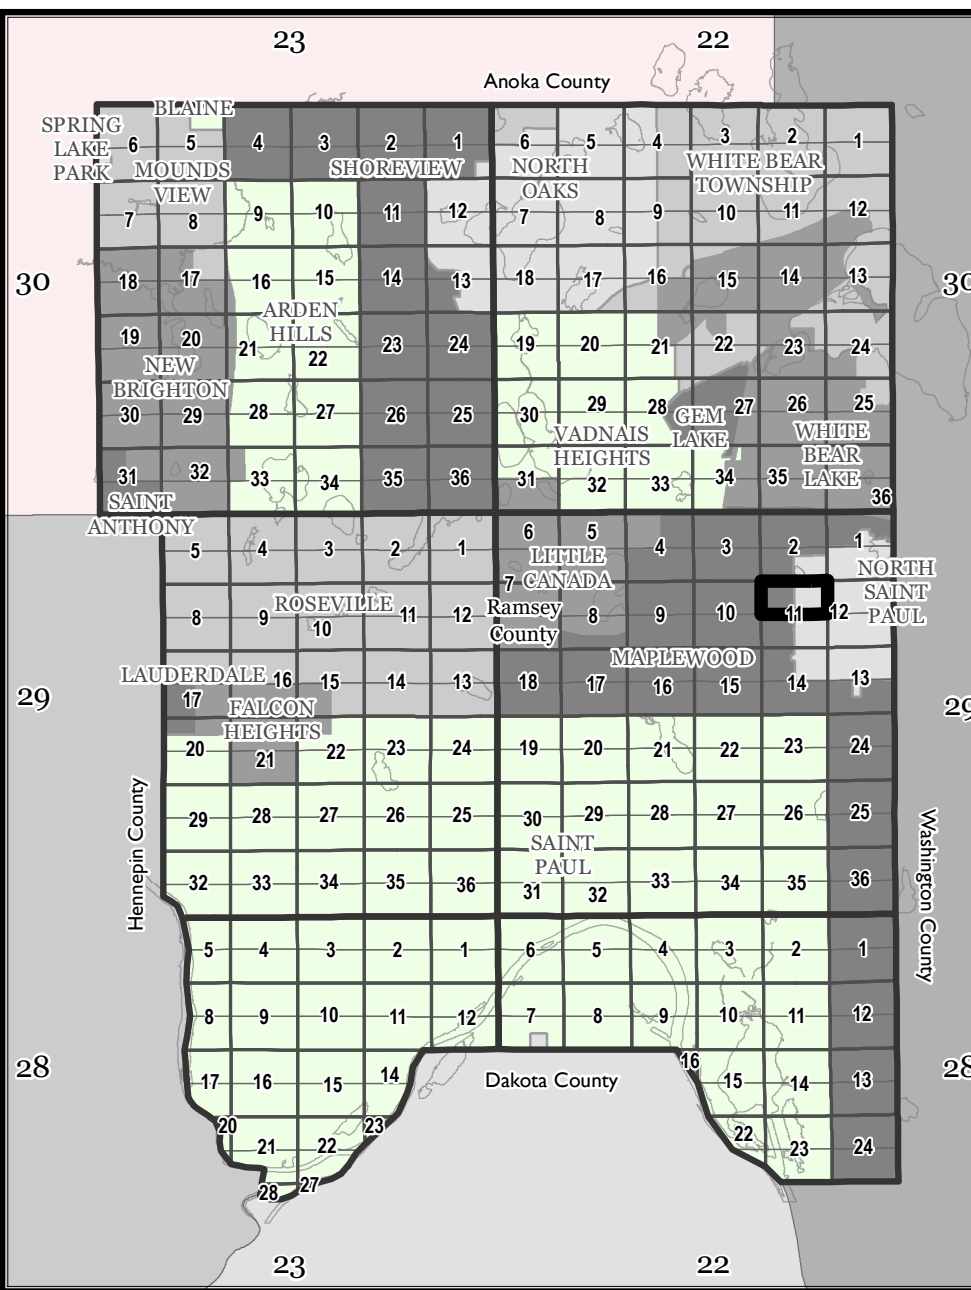 23 22
Anoka County
BLAINE
SPRING
LAKE
PARK
6 5 4 3 2 1 6 5 4 3 2 1
MOUNDS
VIEW
SHOREVIEW
NORTH
OAKS
WHITE BEAR
TOWNSHIP
7 8 9 10 11 12 7 8 9 10 11 12
30 18 17 16 15 14 13 18 17 16 15 14 13 30
ARDEN
HILLS
19 20 21 22 23 24 19 20 21 22 23 24
NEW
BRIGHTON
30 29 28 27 26 25 30 29 28 27 26 25
GEM
LAKE
VADNAIS
HEIGHTS
WHITE
BEAR
LAKE
31 32 33 34 35 36 31 32 33 34 35 36
SAINT
ANTHONY
5 4 3 2 1 6 5 4 3 2 1
LITTLE
CANADA
NORTH
SAINT
PAUL
8 9 10 11 12 7 8 9 10 11 12
ROSEVILLE
Ramsey
County
MAPLEWOOD
LAUDERDALE
29 17 16 15 14 13 18 17 16 15 14 13 29
FALCON
HEIGHTS
20 21 22 23 24 19 20 21 22 23 24
29 28 27 26 25 30 29 28 27 26 25
SAINT
PAUL
32 33 34 35 36 31 32 33 34 35 36
Hennepin County
Washington County
5 4 3 2 1 6 5 4 3 2 1
8 9 10 11 12 7 8 9 10 11 12
28 17 16 15 14 16 15 14 13 28
Dakota County
20 21 22 23 22 23 24
28 27
23 22